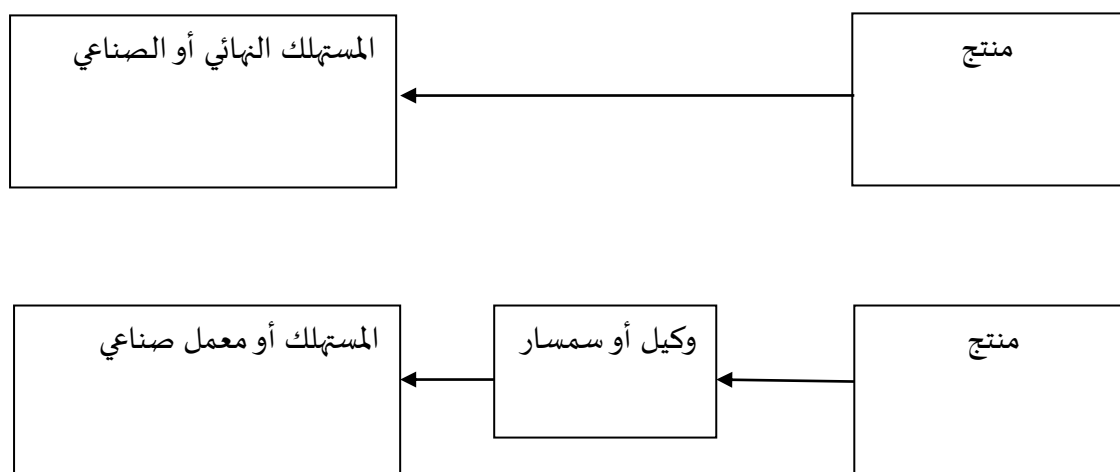 منتج
المستهلك النهائي أو الصناعي
منتج
وكيل أو سمسار
المستهلك أو معمل صناعي